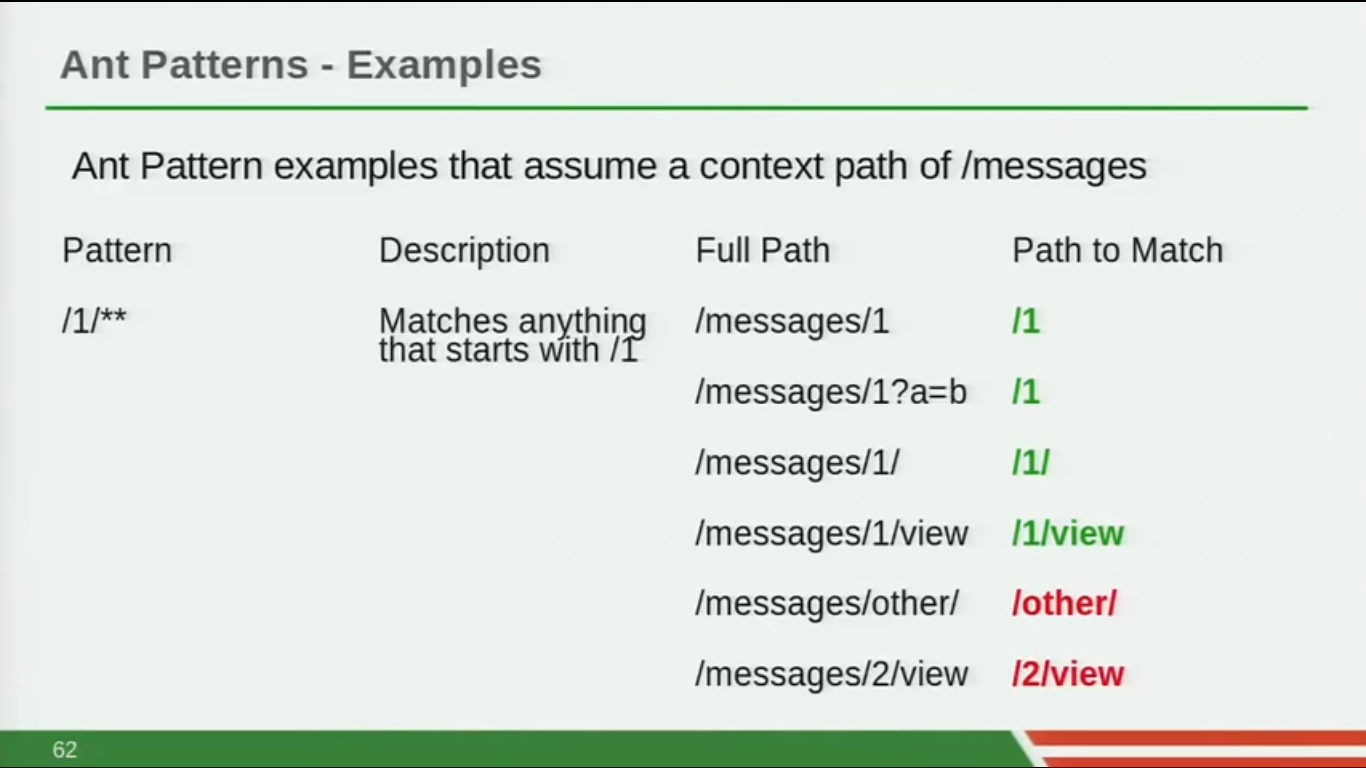 Ant Patterns - Examples
Ant Pattern examples that assume a context path of /messages
Pattern Description Full Path Path to Match
/1/** Matches anything /messages/1 /1
that starts with /1
/messages/1?a=b /1
/messages/1/ /1/
/messages/1/view /1/view
/messages/other/ /other/
/messages/2/view /2/view
62